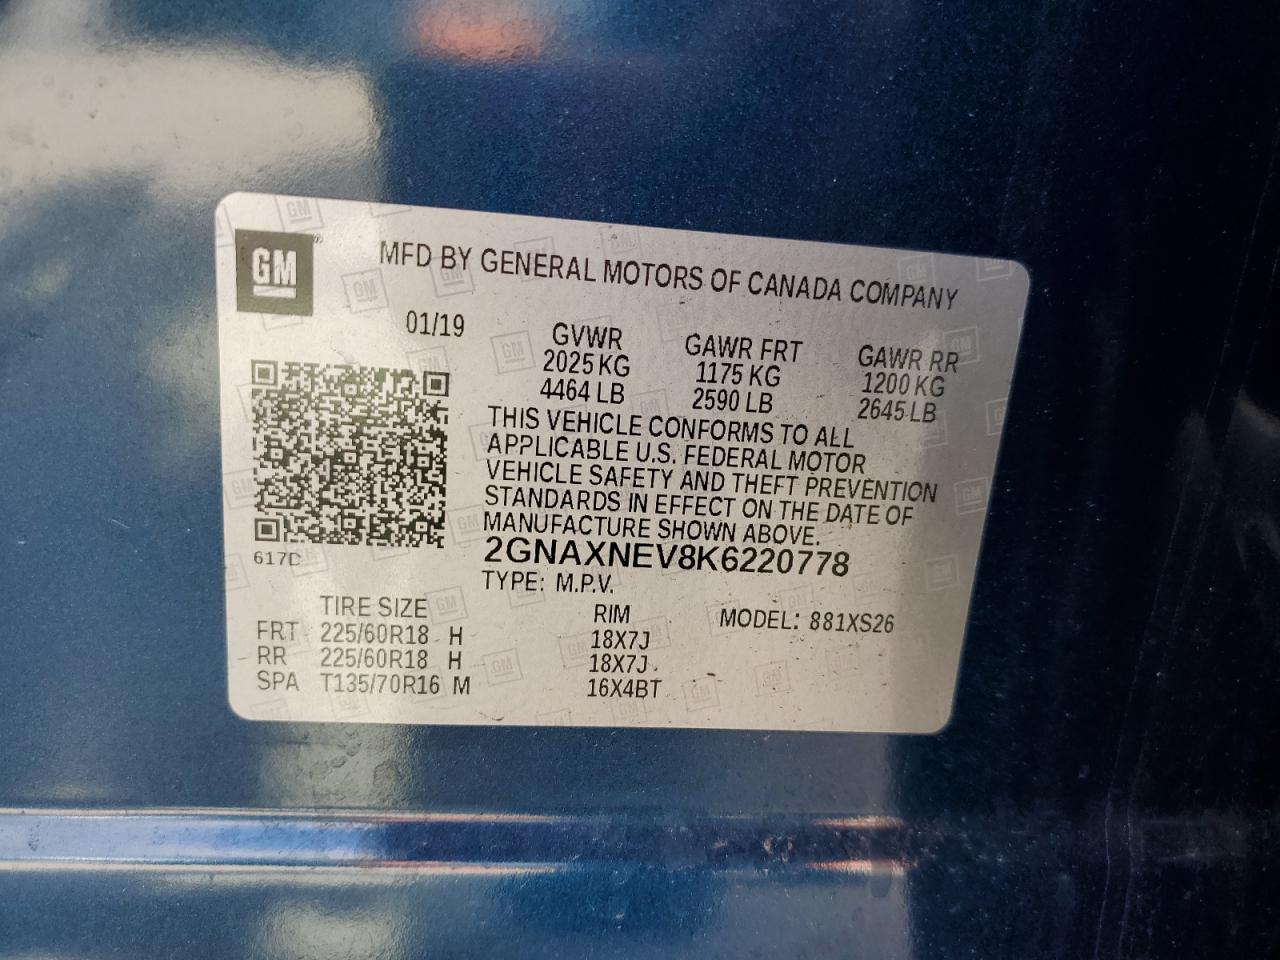 GM
MFD BY GENERAL MOTORS OF CANADA COMPANY
01/19
GVWR
2025 KG
4464 LB
GAWR FRT
1175 KG
2590 LB
GAWR RR
1200 KG
2645 LB
THIS VEHICLE CONFORMS TO ALL
APPLICABLE U.S. FEDERAL MOTOR
VEHICLE SAFETY AND THEFT PREVENTION
STANDARDS IN EFFECT ON THE DATE OF
MANUFACTURE SHOWN ABOVE.
2GNAXNEV8K6220778
TYPE: M.P.V.
617D
TIRE SIZE RIM MODEL: 881XS26
FRT 225/60R18 H 18X7J
RR 225/60R18 H 18X7J
SPA T135/70R16 M 16X4BT